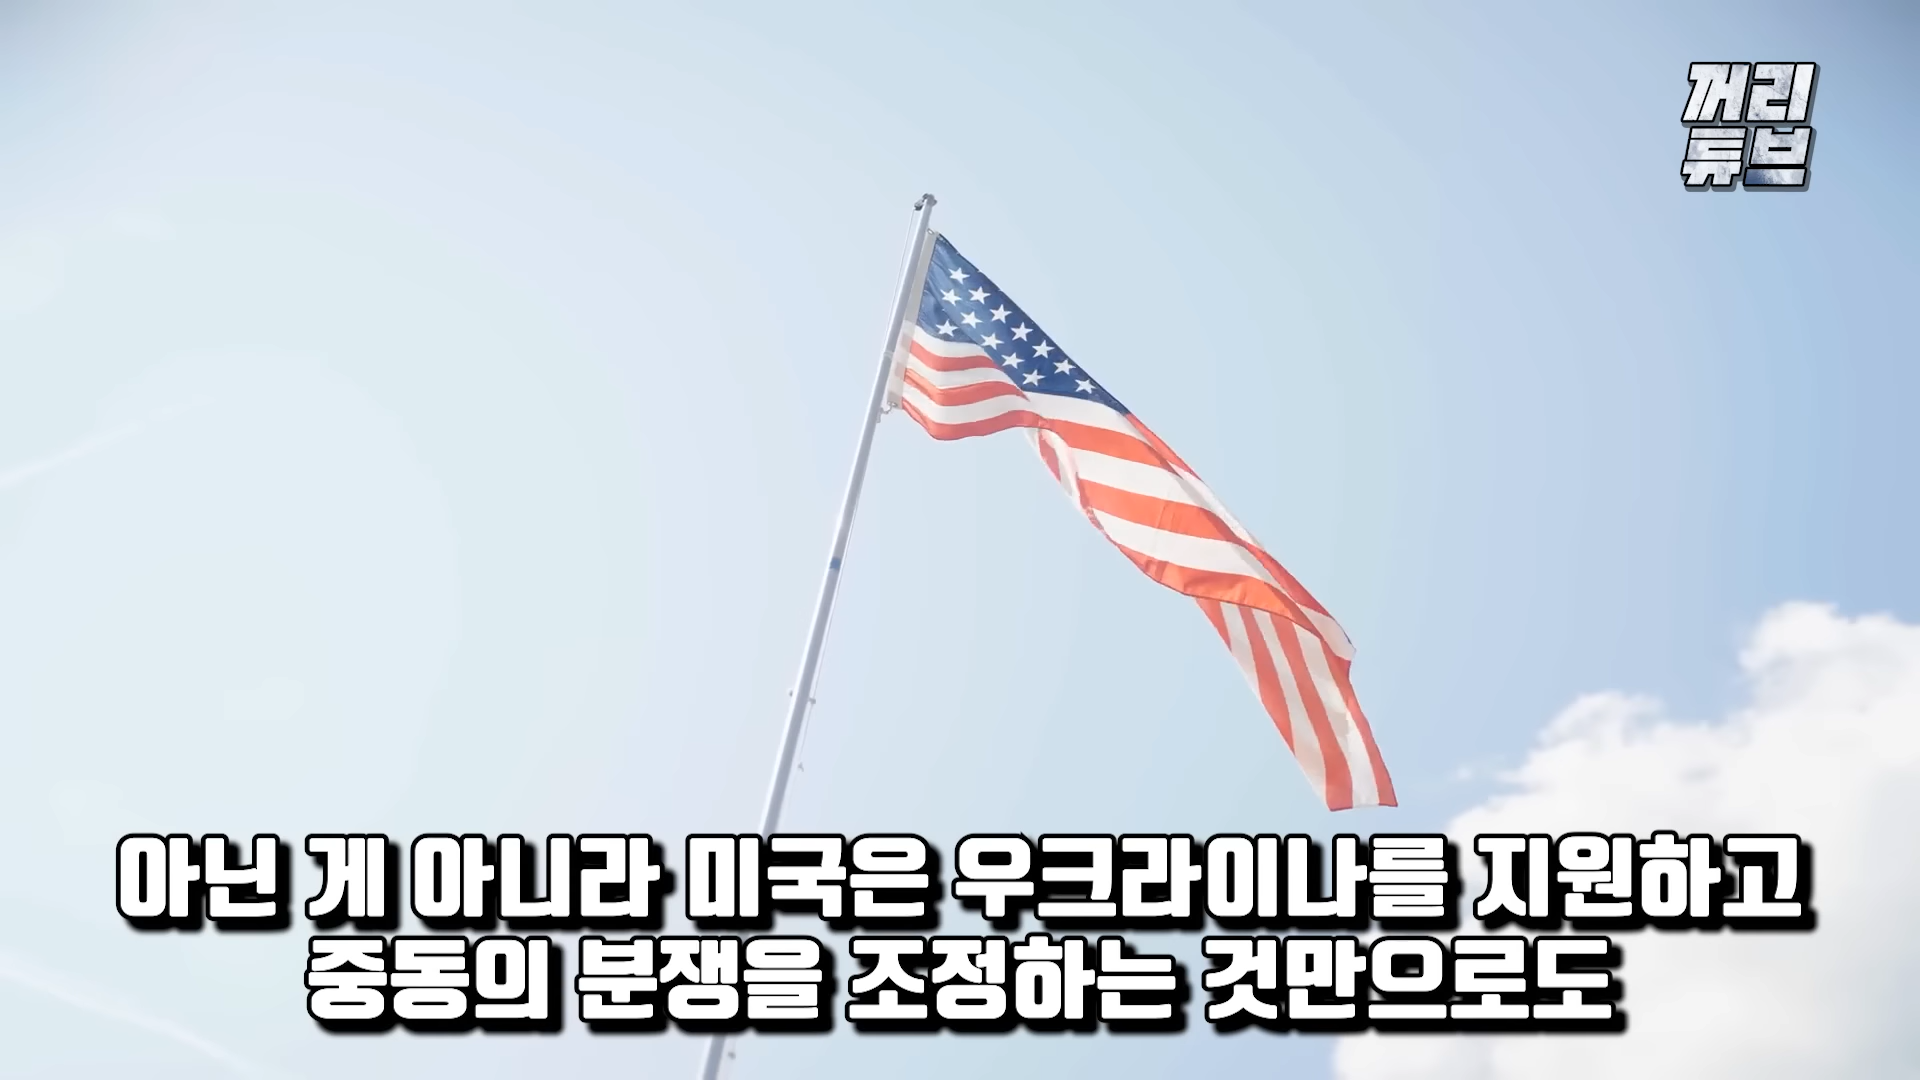 꺼리
튜브
아닌 게 아니라 미국은 우크라이나를 지원하고
중동의 분쟁을 조정하는 것만으로도